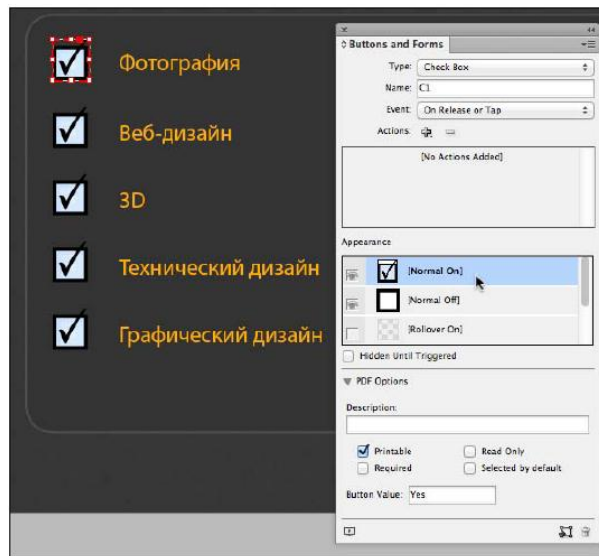 Фотография
Веб-дизайн
3D
Технический дизайн
Графический дизайн
Buttons and Forms
Type: Check Box
Name: C1
Event: On Release or Tap
Actions:
[No Actions Added]
Appearance
[Normal On]
[Normal Off]
[Rollover On]
Hidden Until Triggered
PDF Options
Description:
Printable
Read Only
Required
Selected by default
Button Value: Yes